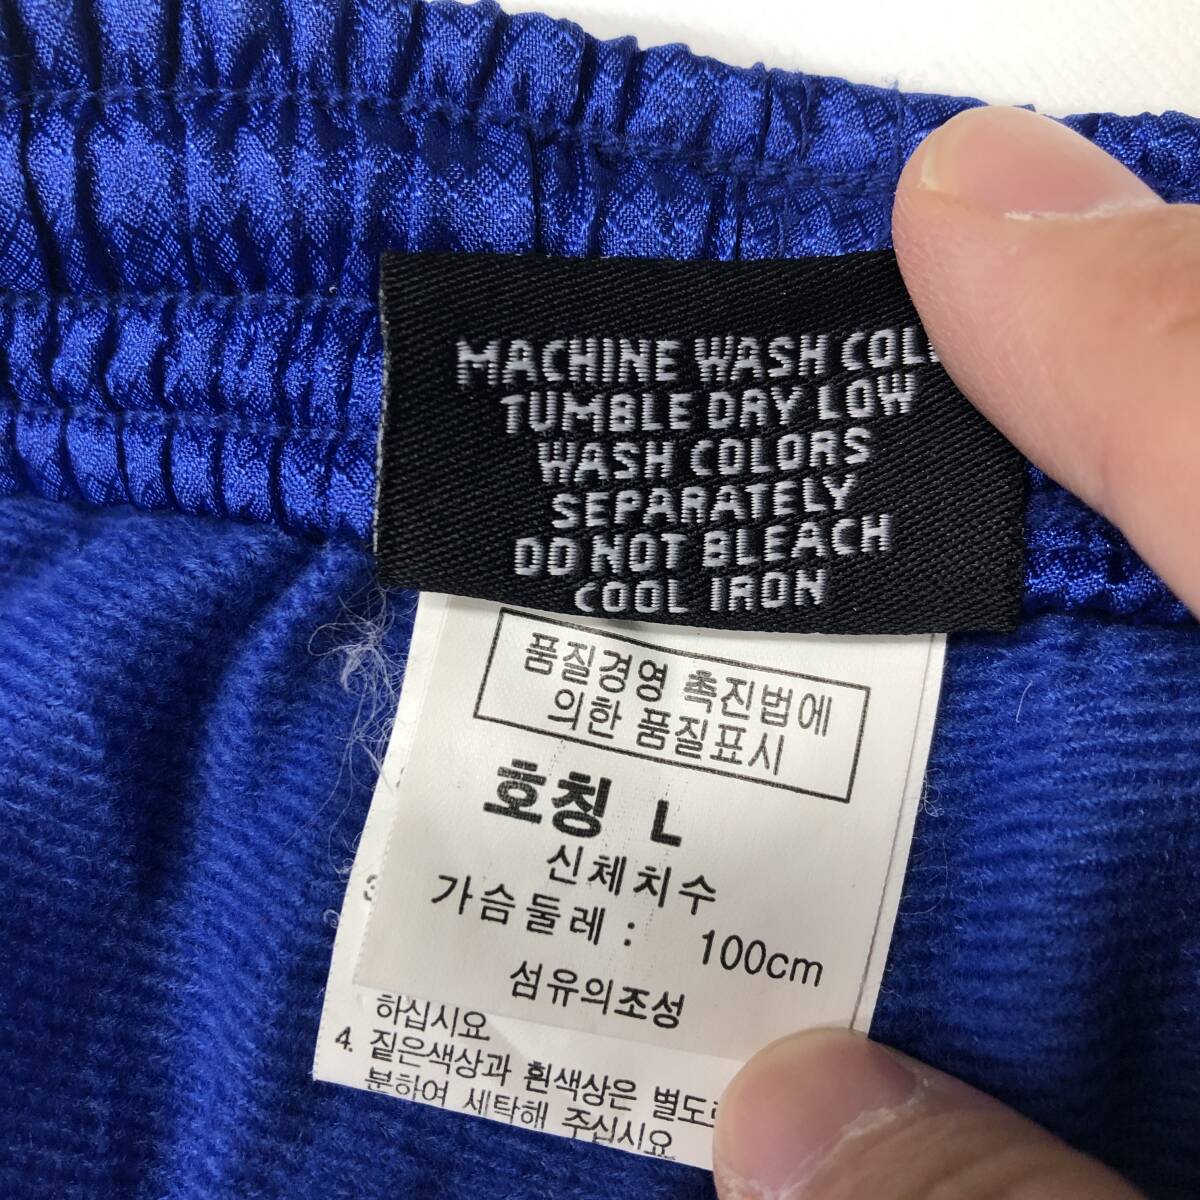 MACHINE WASH COL
TUMBLE DRY LOW
WASH COLORS
SEPARATELY
DO NOT BLEACH
COOL IRON
품질경영 촉진법에
의한 품질표시
호칭 L
신체치수
가슴둘레 : 100cm
섬유의조성
하십시요
4. 짙은색상과 흰색상은 별도로
분하여 세탁해 주십시요